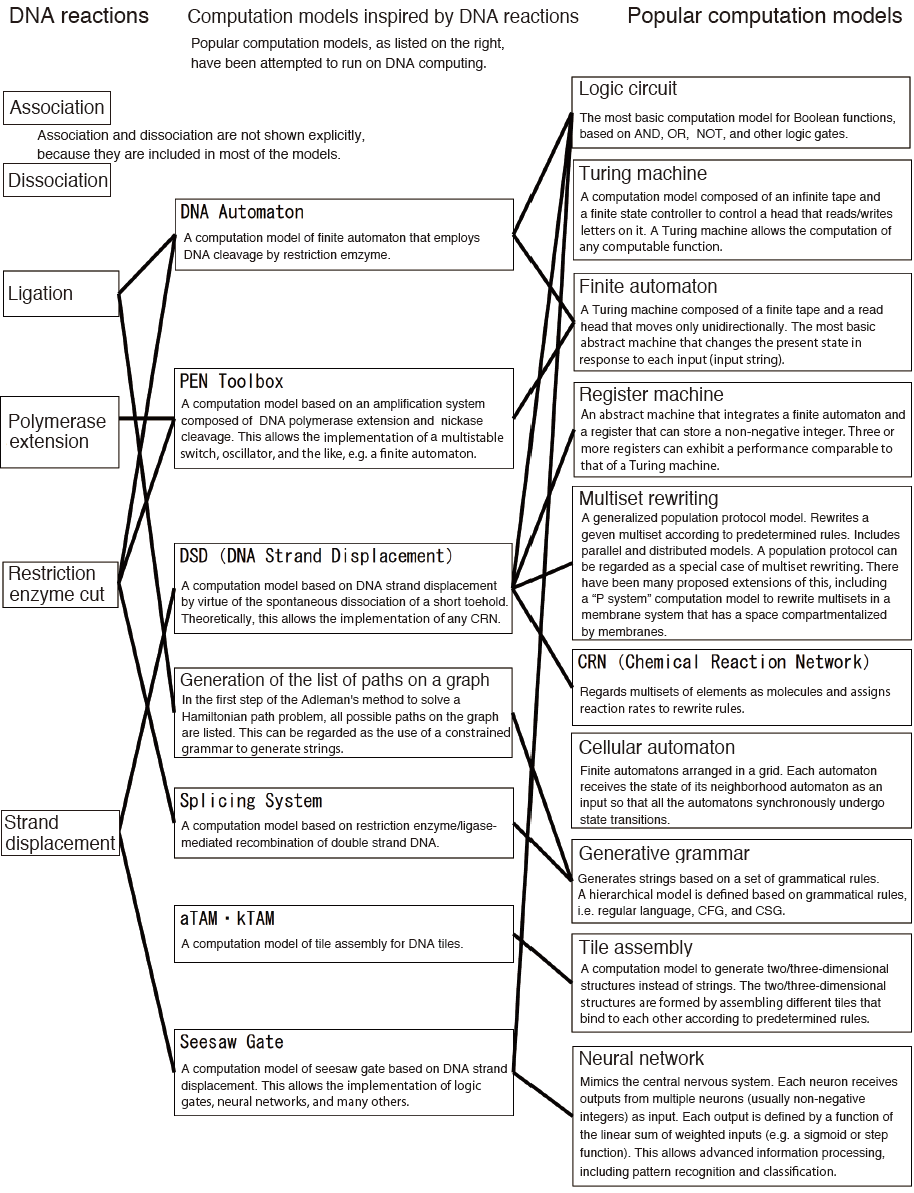 DNA reactions
Computation models inspired by DNA reactions
Popular computation models
Popular computation models, as listed on the right,
have been attempted to run on DNA computing.
Association
Association and dissociation are not shown explicitly,
because they are included in most of the models.
Dissociation
Ligation
Polymerase
extension
Restriction
enzyme cut
Strand
displacement
DNA Automaton
A computation model of finite automaton that employs
DNA cleavage by restriction emzyme.
PEN Toolbox
A computation model based on an amplification system
composed of DNA polymerase extension and nickase
cleavage. This allows the implementation of a multistable
switch, oscillator, and the like, e.g. a finite automaton.
DSD (DNA Strand Displacement)
A computation model based on DNA strand displacement
by virtue of the spontaneous dissociation of a short toehold.
Theoretically, this allows the implementation of any CRN.
Generation of the list of paths on a graph
In the first step of the Adleman's method to solve a
Hamiltonian path problem, all possible paths on the graph
are listed. This can be regarded as the use of a constrained
grammar to generate strings.
Splicing System
A computation model based on restriction enzyme/ligase-
mediated recombination of double strand DNA.
aTAM・kTAM
A computation model of tile assembly for DNA tiles.
Seesaw Gate
A computation model of seesaw gate based on DNA strand
displacement. This allows the implementation of logic
gates, neural networks, and many others.
Logic circuit
The most basic computation model for Boolean functions,
based on AND, OR, NOT, and other logic gates.
Turing machine
A computation model composed of an infinite tape and
a finite state controller to control a head that reads/writes
letters on it. A Turing machine allows the computation of
any computable function.
Finite automaton
A Turing machine composed of a finite tape and a read
head that moves only unidirectionally. The most basic
abstract machine that changes the present state in
response to each input (input string).
Register machine
An abstract machine that integrates a finite automaton and
a register that can store a non-negative integer. Three or
more registers can exhibit a performance comparable to
that of a Turing machine.
Multiset rewriting
A generalized population protocol model. Rewrites a
geven multiset according to predetermined rules. Includes
parallel and distributed models. A population protocol can
be regarded as a special case of multiset rewriting. There
have been many proposed extensions of this, including
a “P system” computation model to rewrite multisets in a
membrane system that has a space compartmentalized
by membranes.
CRN (Chemical Reaction Network)
Regards multisets of elements as molecules and assigns
reaction rates to rewrite rules.
Cellular automaton
Finite automatons arranged in a grid. Each automaton
receives the state of its neighborhood automaton as an
input so that all the automatons synchronously undergo
state transitions.
Generative grammar
Generates strings based on a set of grammatical rules.
A hierarchical model is defined based on grammatical rules,
i.e. regular language, CFG, and CSG.
Tile assembly
A computation model to generate two/three-dimensional
structures instead of strings. The two/three-dimensional
structures are formed by assembling different tiles that
bind to each other according to predetermined rules.
Neural network
Mimics the central nervous system. Each neuron receives
outputs from multiple neurons (usually non-negative
integers) as input. Each output is defined by a function of
the linear sum of weighted inputs (e.g. a sigmoid or step
function). This allows advanced information processing,
including pattern recognition and classification.